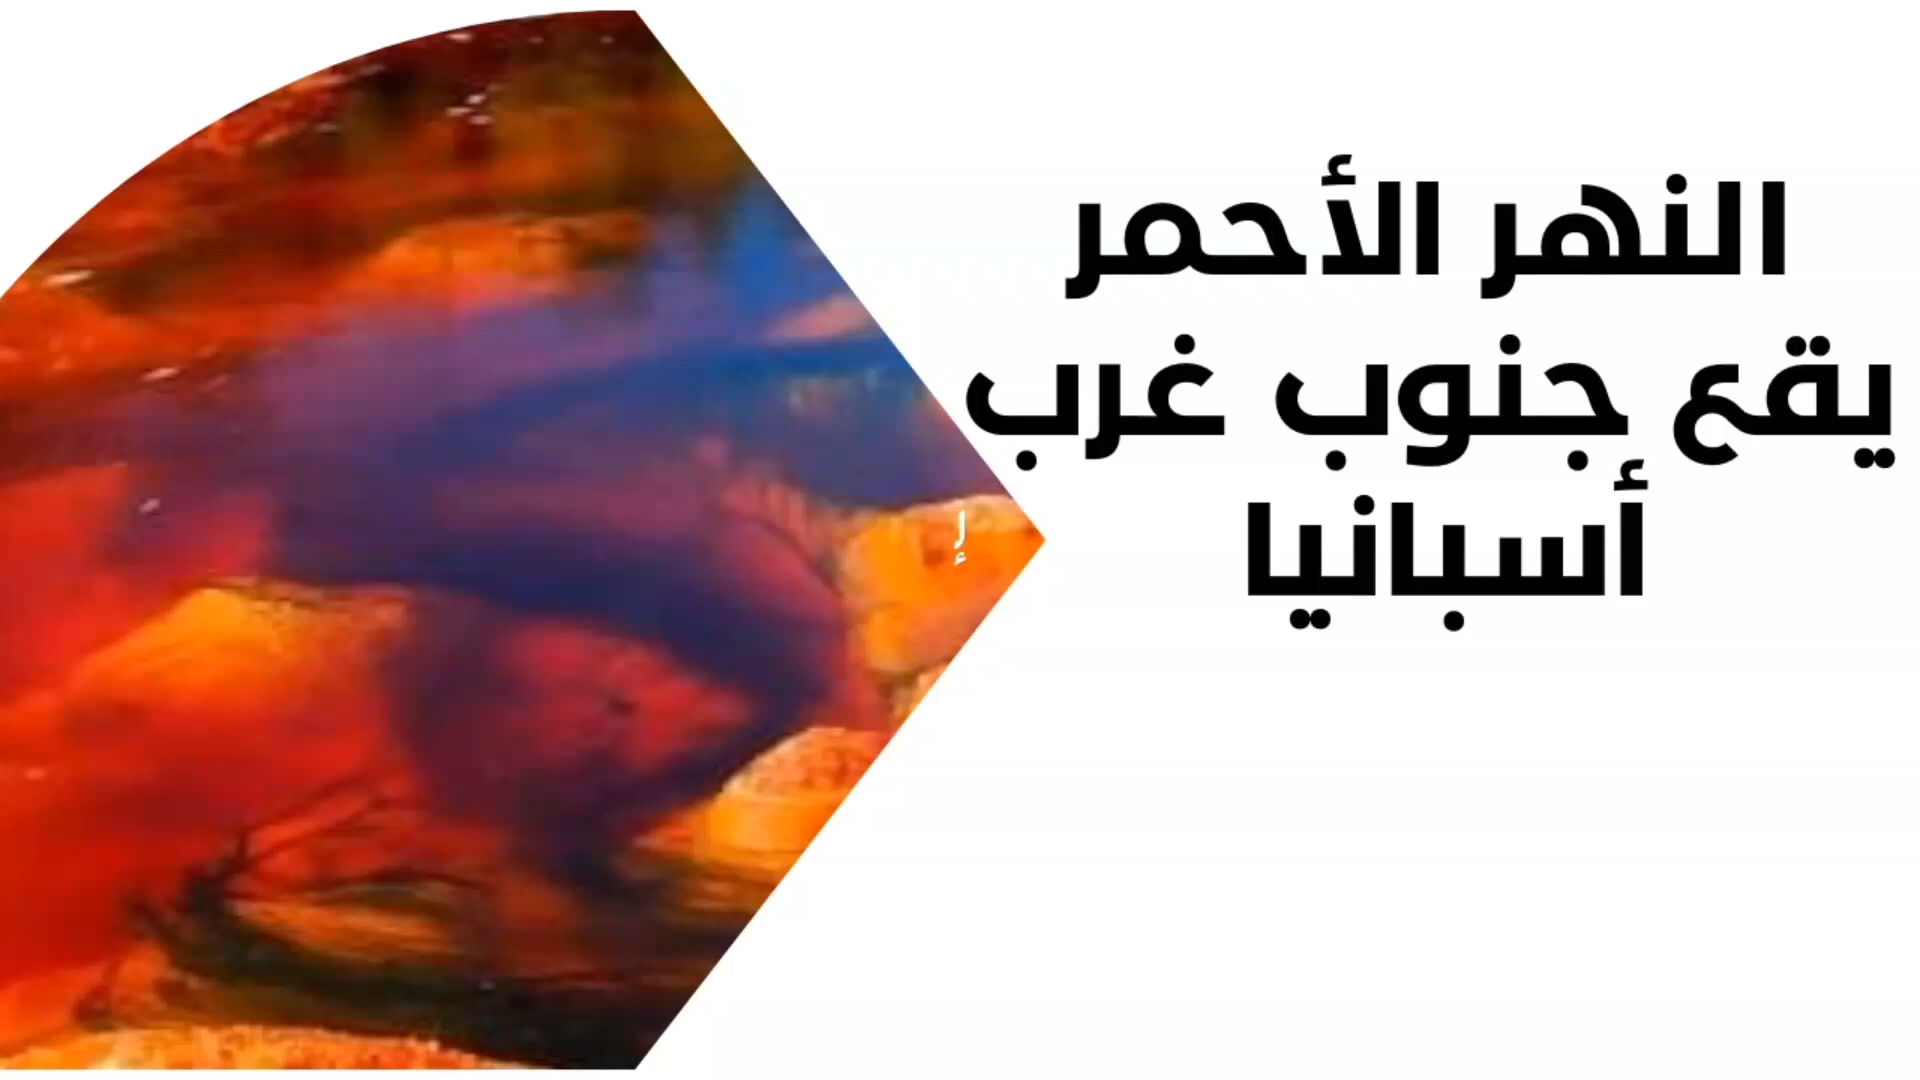 النهر الأحمر
يقع جنوب غرب
أسبانيا
إ